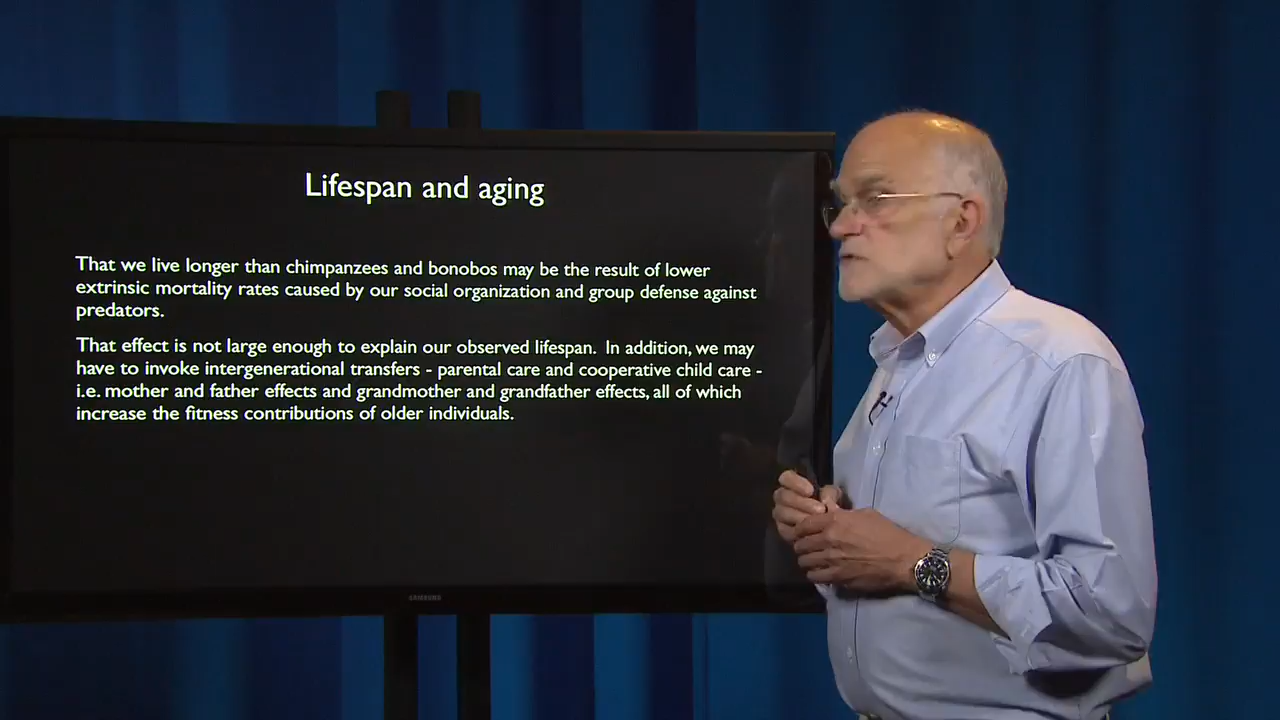 Lifespan and aging
That we live longer than chimpanzees and bonobos may be the result of lower
extrinsic mortality rates caused by our social organization and group defense against
predators.
That effect is not large enough to explain our observed lifespan. In addition, we may
have to invoke intergenerational transfers - parental care and cooperative child care -
i.e. mother and father effects and grandmother and grandfather effects, all of which
increase the fitness contributions of older individuals.
SAMSUNG